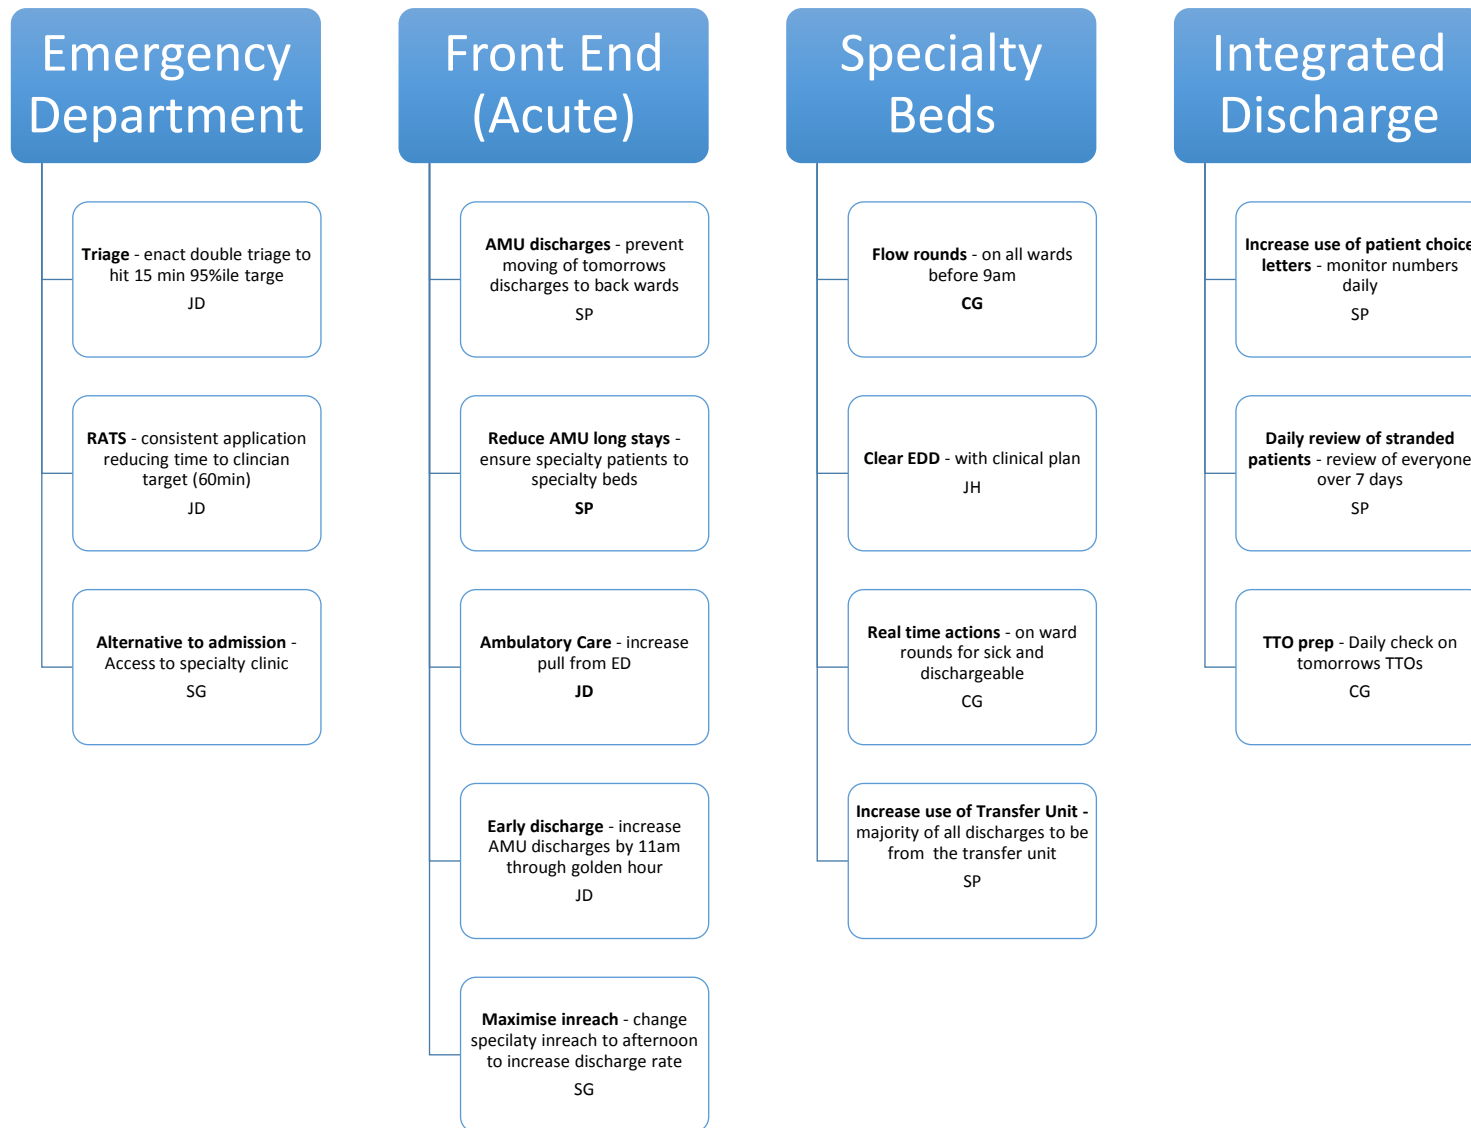 Emergency
Department
Triage - enact double triage to
hit 15 min 95%ile targe
JD
RATS - consistent application
reducing time to clincian
target (60min)
JD
Alternative to admission -
Access to specialty clinic
SG
Front End
(Acute)
AMU discharges - prevent
moving of tomorrows
discharges to back wards
SP
Reduce AMU long stays -
ensure specialty patients to
specialty beds
SP
Ambulatory Care - increase
pull from ED
JD
Early discharge - increase
AMU discharges by 11am
through golden hour
JD
Maximise inreach - change
specilaty inreach to afternoon
to increase discharge rate
SG
Specialty
Beds
Flow rounds - on all wards
before 9am
CG
Clear EDD - with clinical plan
JH
Real time actions - on ward
rounds for sick and
dischargeable
CG
Increase use of Transfer Unit -
majority of all discharges to be
from the transfer unit
SP
Integrated
Discharge
Increase use of patient choice
letters - monitor numbers
daily
SP
Daily review of stranded
patients - review of everyone
over 7 days
SP
TTO prep - Daily check on
tomorrows TTOs
CG